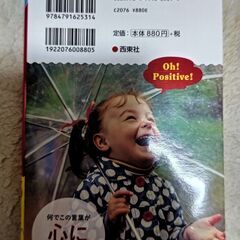 9784791625314
C2076 ¥880E
1922076008805
定価: 本体880円 +税
西東社
Oh!
Positive!
何でこの言葉が
心に